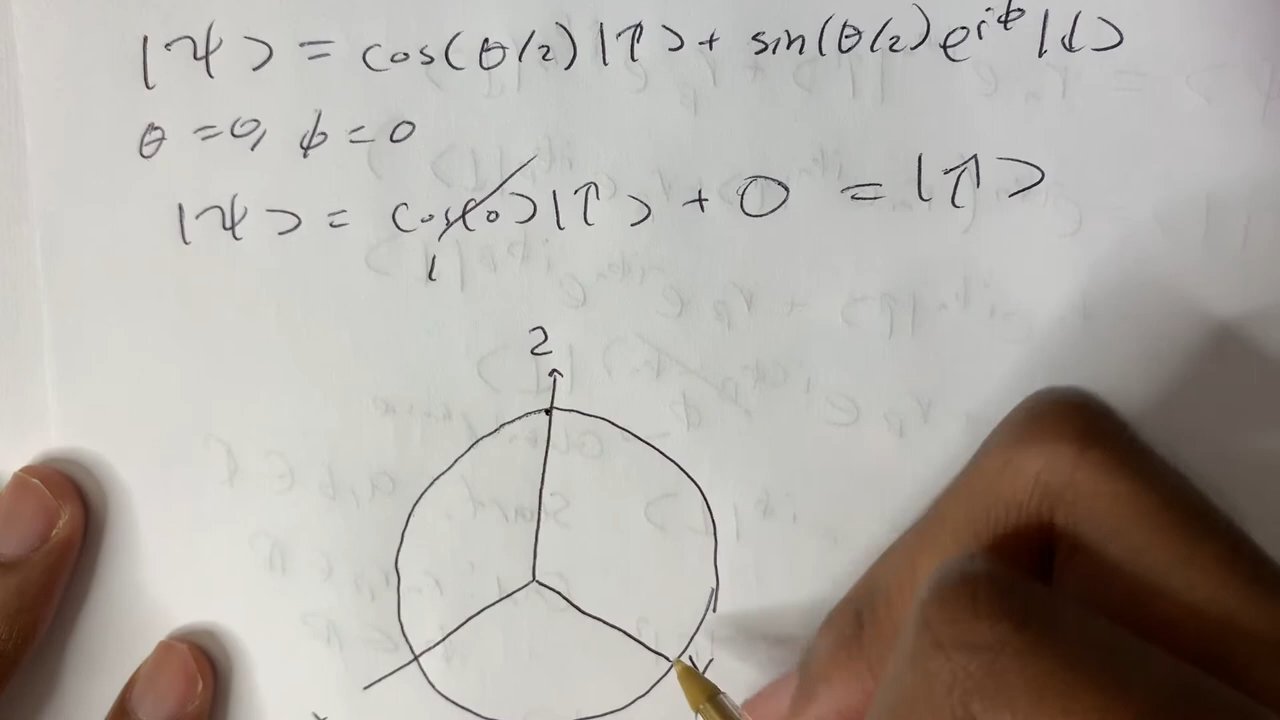 |ψ> = cos(θ/2)|↑> + sin(θ/2)e^{iϕ}|↓>
θ = 0, ϕ = 0
|ψ> = cos(0)|↑> + 0 = |↑>
1
z
y